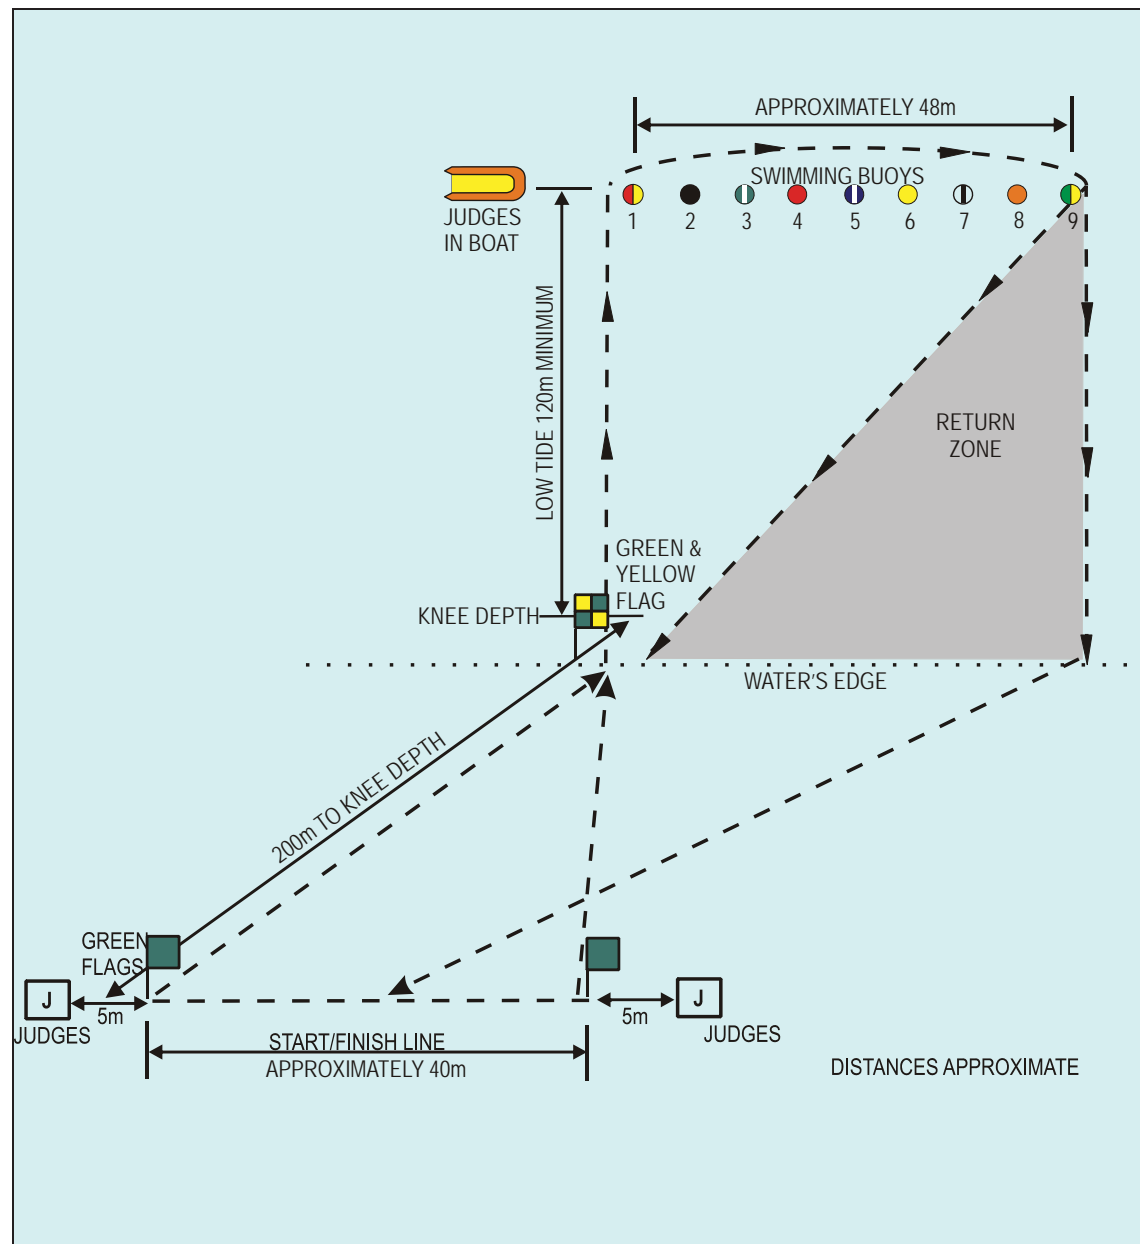 APPROXIMATELY 48m
SWIMMING BUOYS
1 2 3 4 5 6 7 8 9
JUDGES
IN BOAT
LOW TIDE 120m MINIMUM
RETURN
ZONE
GREEN &
YELLOW
FLAG
KNEE DEPTH
WATER'S EDGE
200m TO KNEE DEPTH
GREEN
FLAGS
J
5m
JUDGES
J
5m
JUDGES
START/FINISH LINE
APPROXIMATELY 40m
DISTANCES APPROXIMATE